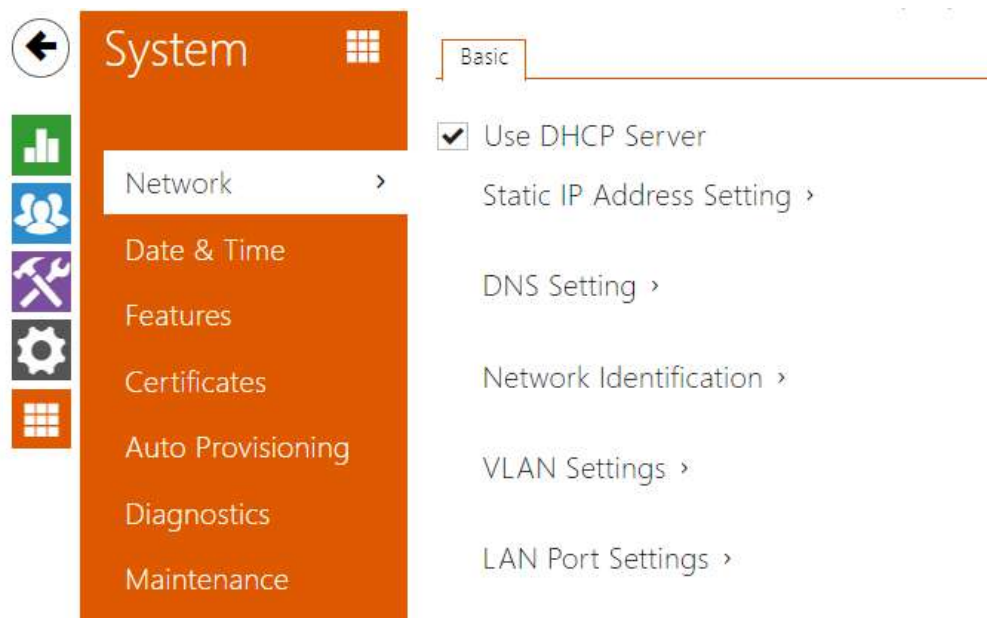 System
Network
Date & Time
Features
Certificates
Auto Provisioning
Diagnostics
Maintenance
Basic
Use DHCP Server
Static IP Address Setting
DNS Setting
Network Identification
VLAN Settings
LAN Port Settings